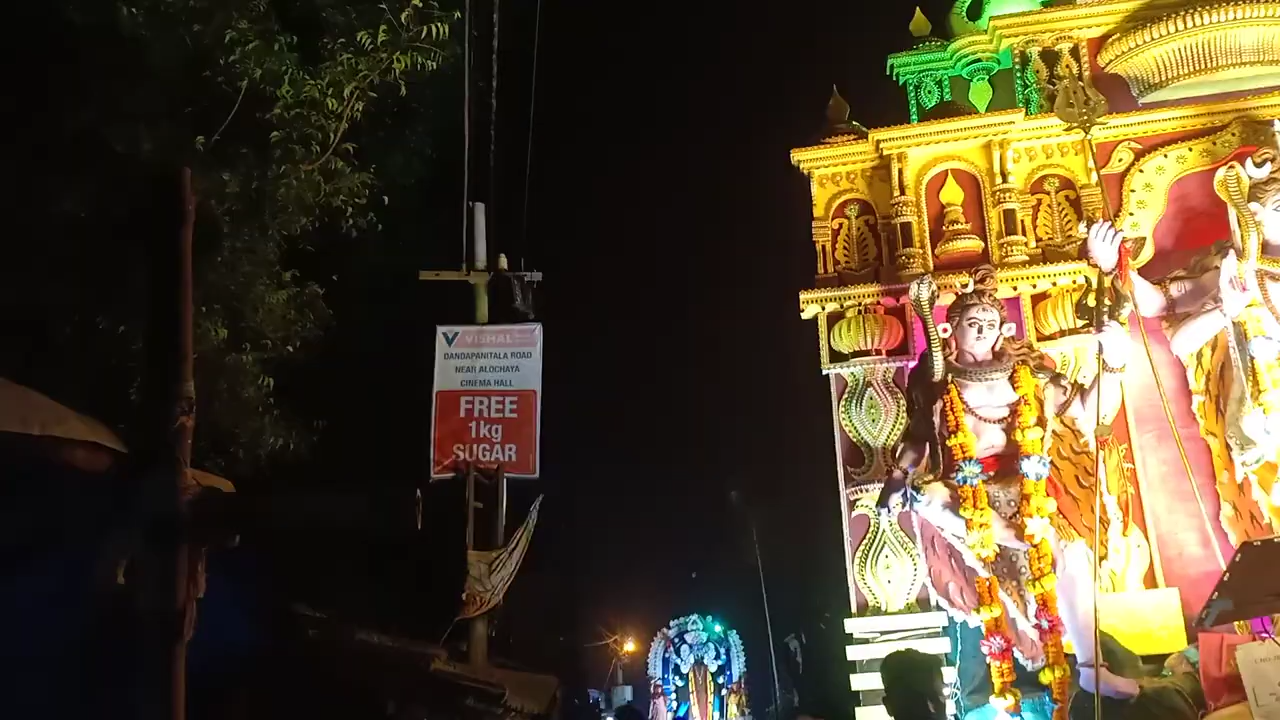 VISHAL
DANDAPANITALA ROAD
NEAR ALOCHAYA
CINEMA HALL
FREE
1kg
SUGAR